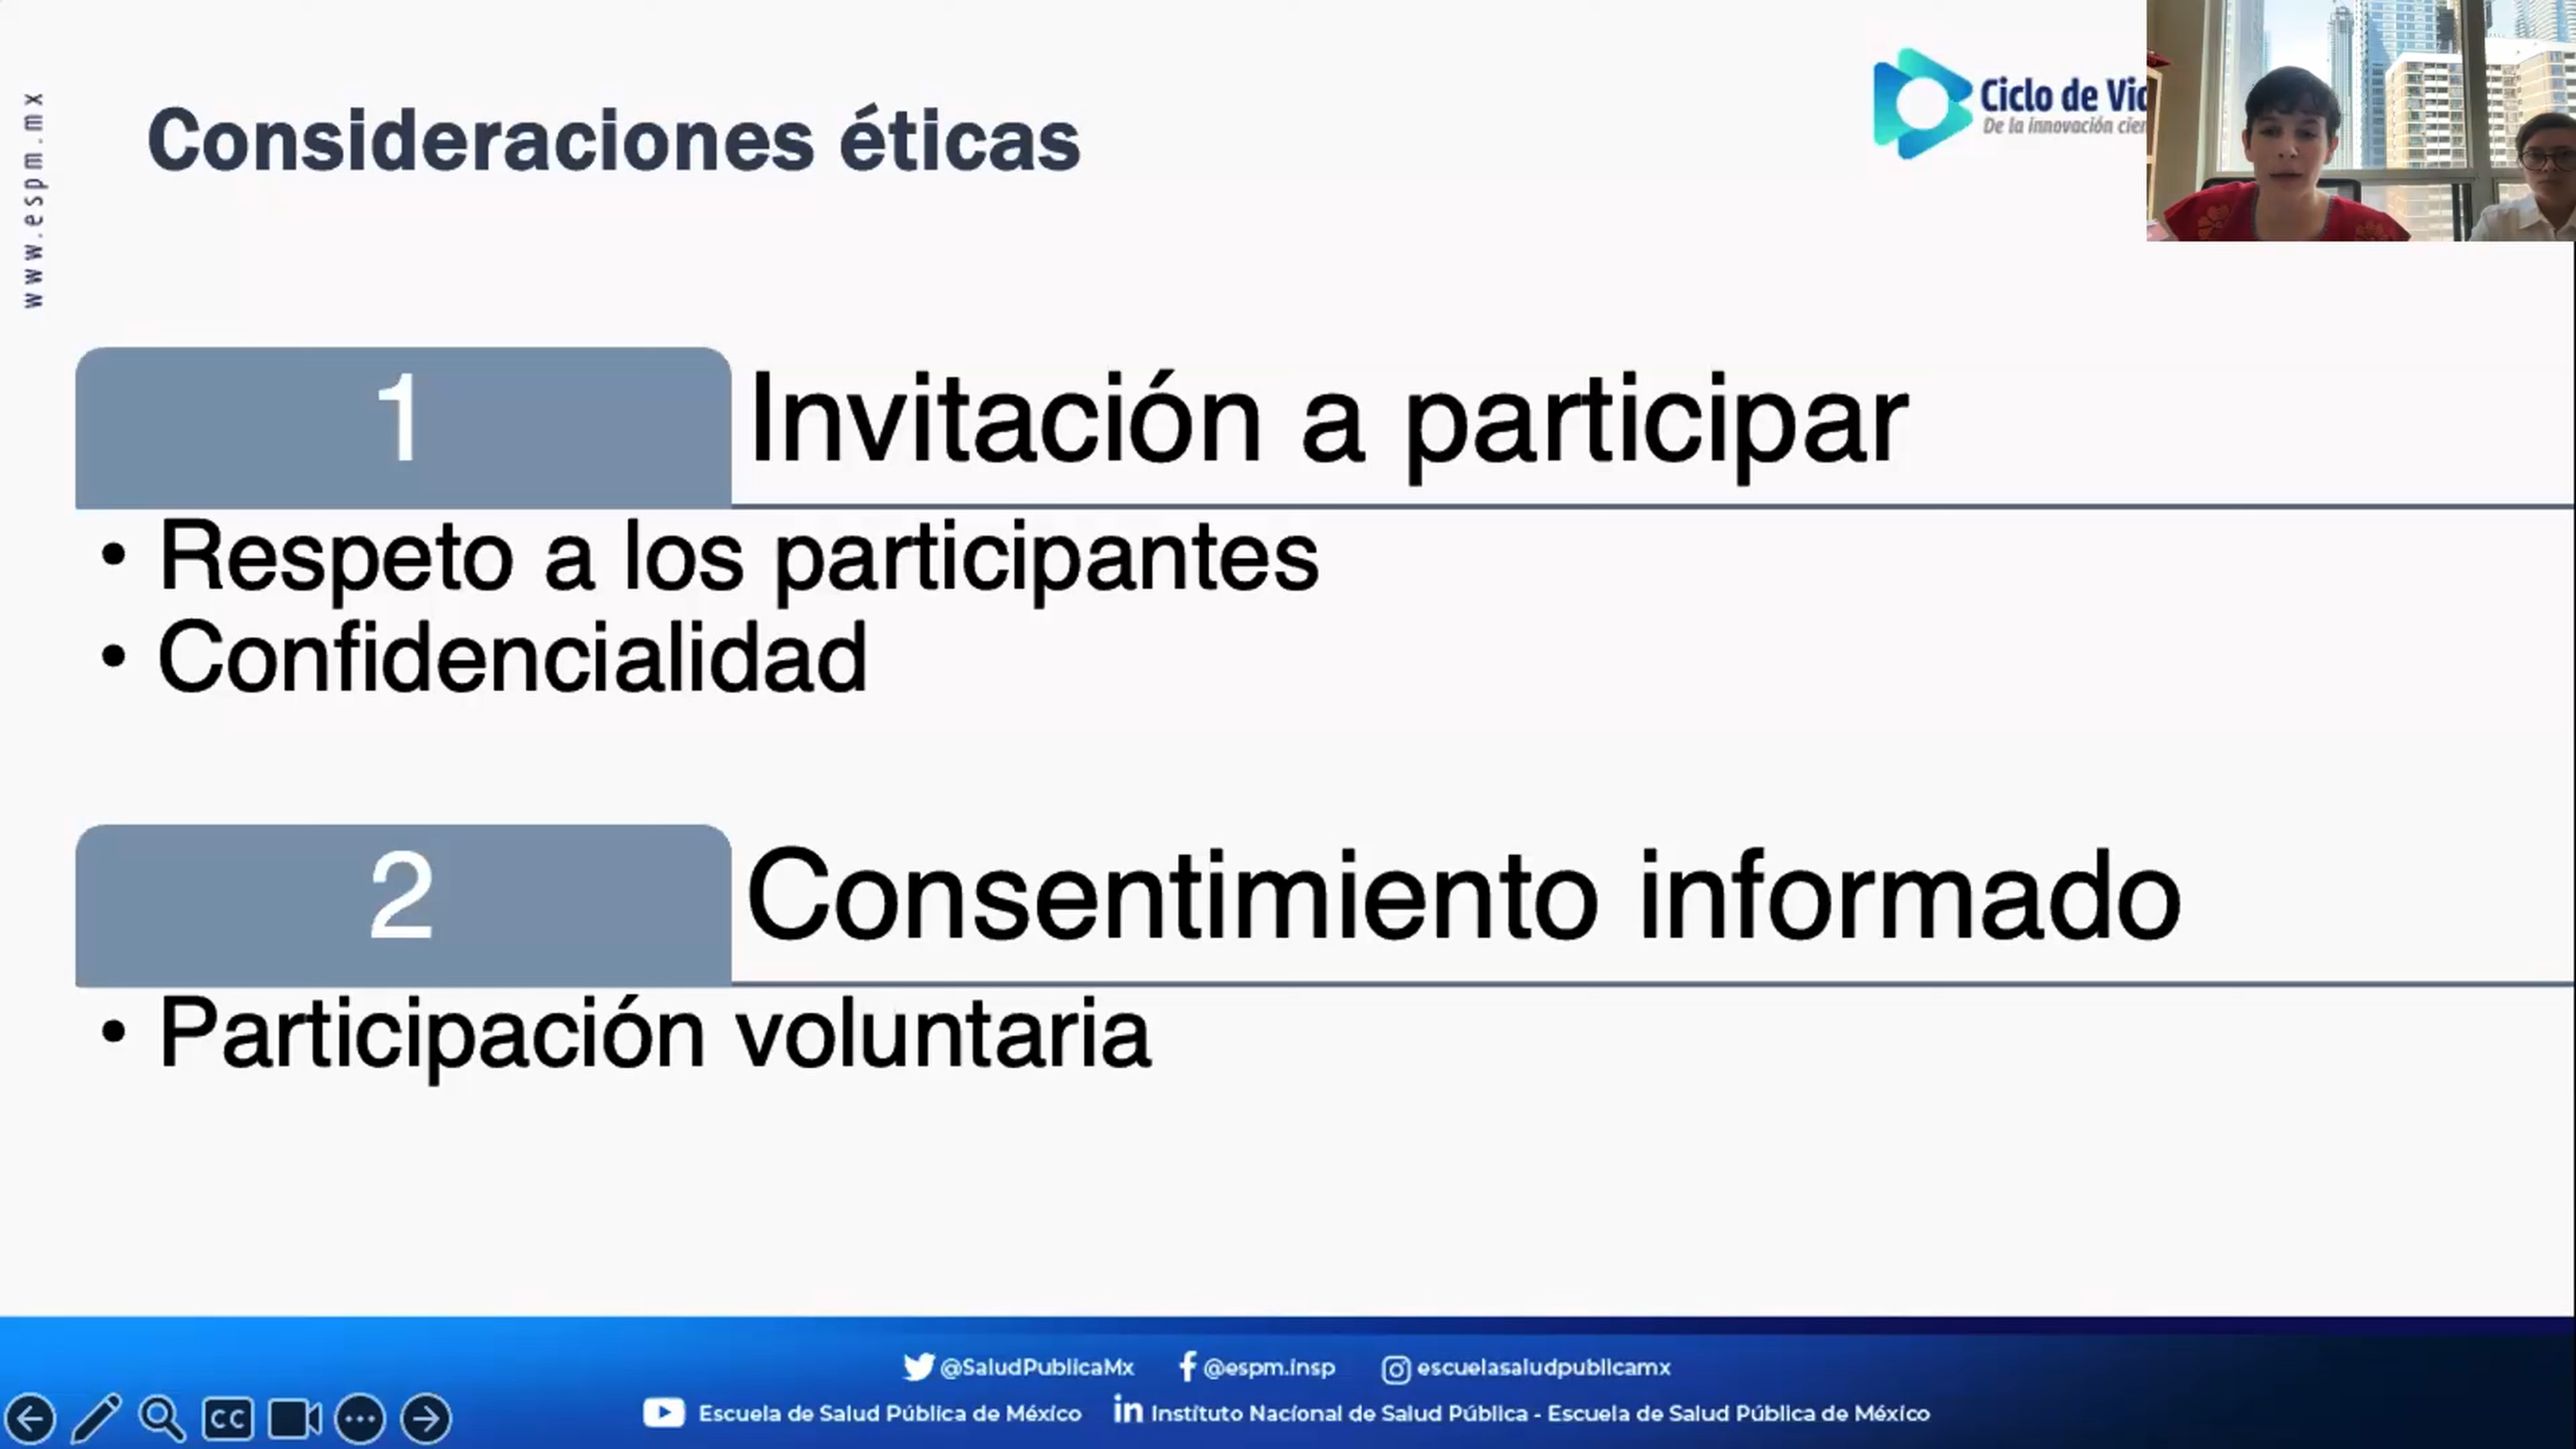 www.espm.mx
Consideraciones éticas
Ciclo de
De la innovación
1
Invitación a participar
• Respeto a los participantes
• Confidencialidad
2
Consentimiento informado
• Participación voluntaria
@SaludPublicaMx @espm.insp escuelasaludpublicamx
Escuela de Salud Pública de México in Instituto Nacional de Salud Pública - Escuela de Salud Pública de México
CC